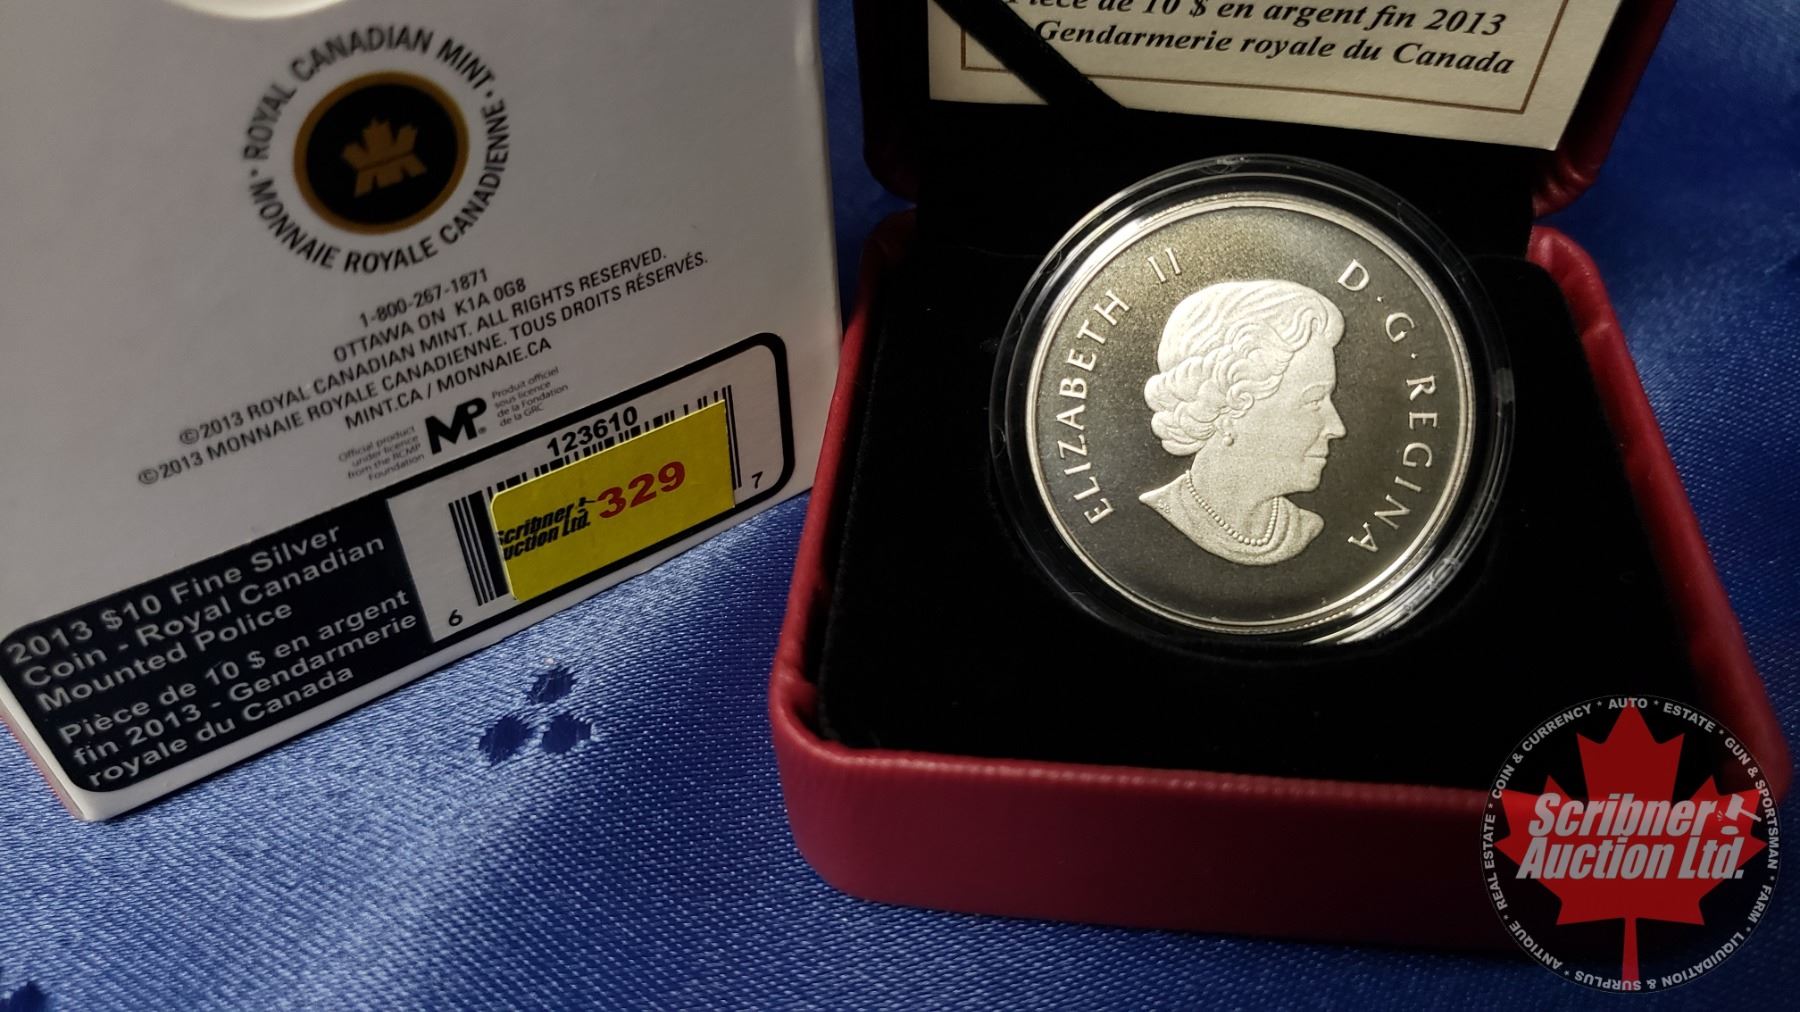 ROYAL CANADIAN MINT · MONNAIE ROYALE CANADIENNE ·
1-800-267-1871
OTTAWA ON K1A 0G8
©2013 ROYAL CANADIAN MINT. ALL RIGHTS RESERVED.
©2013 MONNAIE ROYALE CANADIENNE. TOUS DROITS RÉSERVÉS.
MINT.CA / MONNAIE.CA
Official product
under licence
from the RCMP
Foundation
MP
Produit officiel
sous licence
de la Fondation
de la GRC
123610
6
7
Scribner
Auction Ltd.
329
2013 $10 Fine Silver
Coin - Royal Canadian
Mounted Police
Pièce de 10 $ en argent
fin 2013 - Gendarmerie
royale du Canada
Pièce de 10 $ en argent fin 2013
Gendarmerie royale du Canada
ELIZABETH II D · G · REGINA
COIN & CURRENCY * AUTO * ESTATE * GUN & SPORTSMAN * FARM * LIQUIDATION & SURPLUS * ANTIQUE * REAL ESTATE *
Scribner
Auction Ltd.